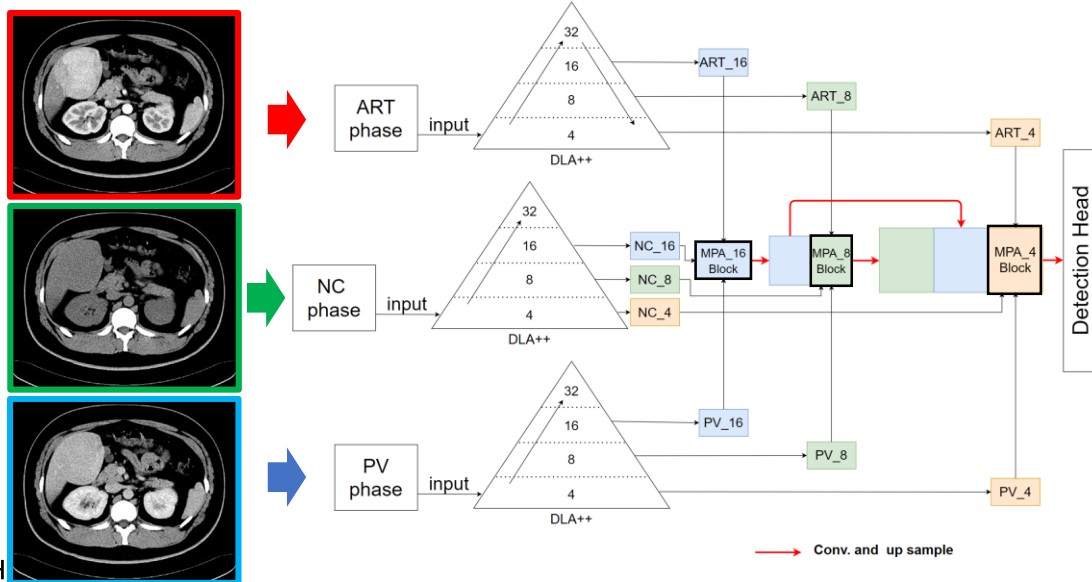 32
16
8
4
DLA++
ART
phase
input
ART_16
ART_8
ART_4
32
16
8
4
DLA++
NC
phase
input
NC_16
NC_8
NC_4
MPA_16
Block
MPA_8
Block
MPA_4
Block
Detection Head
32
16
8
4
DLA++
PV
phase
input
PV_16
PV_8
PV_4
Conv. and up sample